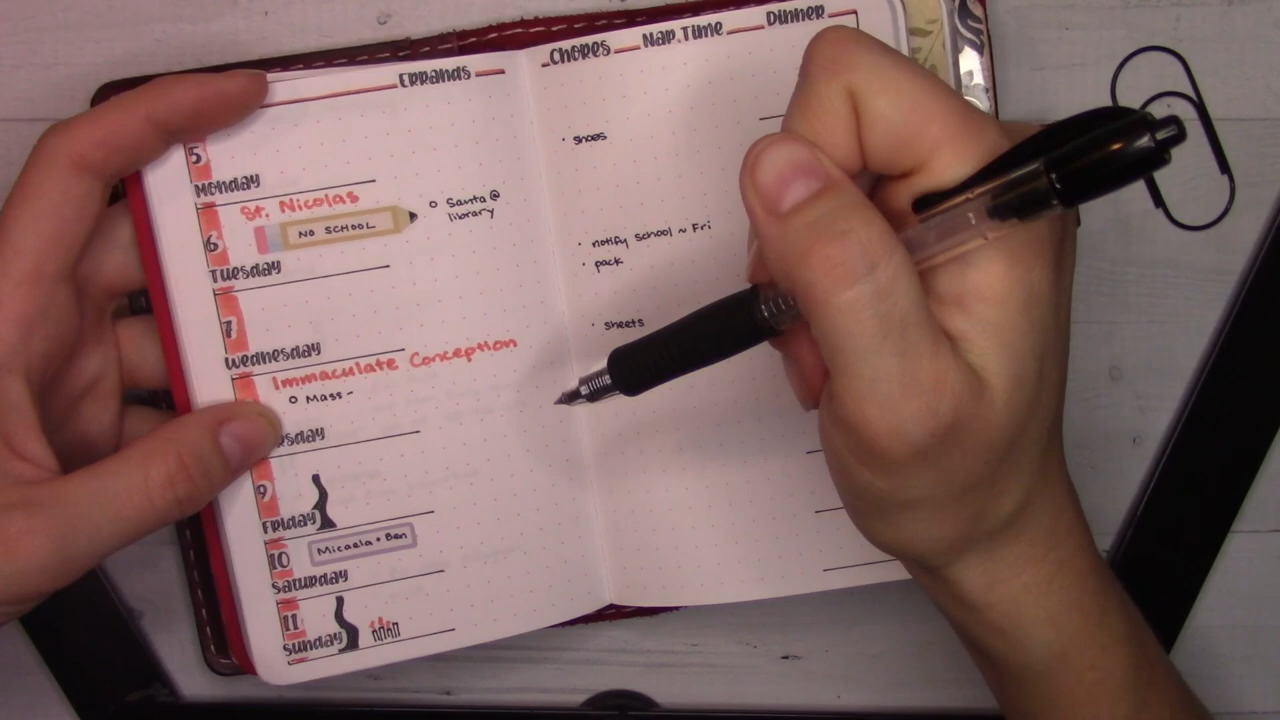 ERRANDS
CHORES
NAP.TIME
DINNER
5
MONDAY
• shoes
6
St. Nicolas
NO SCHOOL
o Santa @
library
TUESDAY
• notify school ~ Fri
• pack
7
WEDNESDAY
• sheets
Immaculate Conception
o Mass -
9
FRIDAY
10
Micaela • Ben
SATURDAY
11
SUNDAY